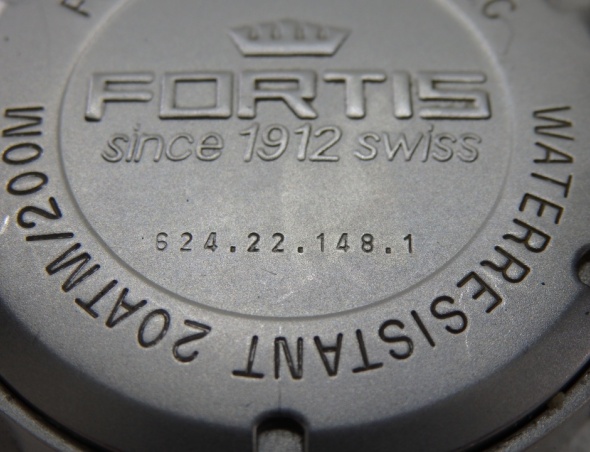 FORTIS
since 1912 swiss
624.22.148.1
WATERRESISTANT 20ATM/200M